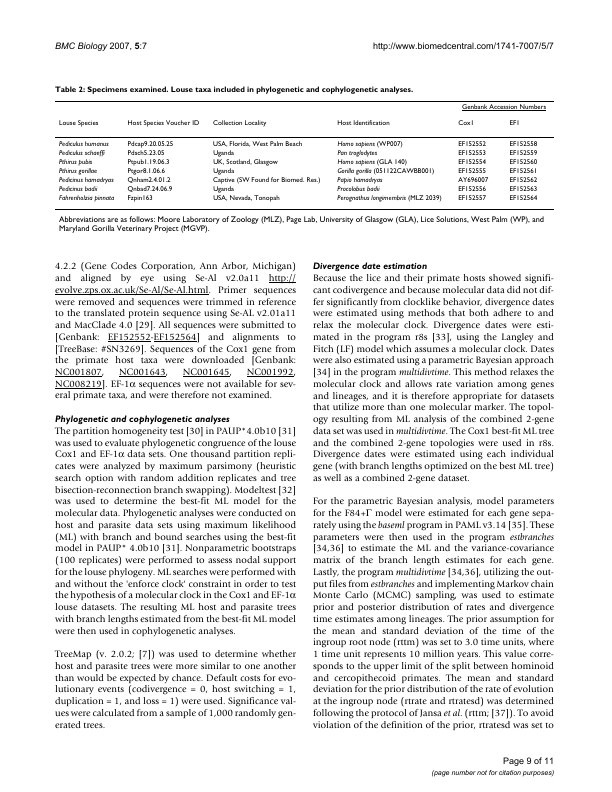 BMC Biology 2007, 5:7
http://www.biomedcentral.com/1741-7007/5/7
Table 2: Specimens examined. Louse taxa included in phylogenetic and cophylogenetic analyses.
Genbank Accession Numbers
Louse Species Host Species Voucher ID Collection Locality Host Identification Cox1 EF1
Pediculus humanus Pdcap9.20.05.25 USA, Florida, West Palm Beach Homo sapiens (WP007) EF152552 EF152558
Pediculus schaeffi Pdsch5.23.05 Uganda Pan troglodytes EF152553 EF152559
Pthirus pubis Ptpub1.19.06.3 UK, Scotland, Glasgow Homo sapiens (GLA 140) EF152554 EF152560
Pthirus gorillae Ptgor8.1.06.6 Uganda Gorilla gorilla (051122CAWBB001) EF152555 EF152561
Pedicinus hamadryas Qnham2.4.01.2 Captive (SW Found for Biomed. Res.) Papio hamadryas AY696007 EF152562
Pedicinus badii Qnbad7.24.06.9 Uganda Procolobus badii EF152556 EF152563
Fahrenholzia pinnata Fzpin163 USA, Nevada, Tonopah Perognathus longimembris (MLZ 2039) EF152557 EF152564
Abbreviations are as follows: Moore Laboratory of Zoology (MLZ), Page Lab, University of Glasgow (GLA), Lice Solutions, West Palm (WP), and
Maryland Gorilla Veterinary Project (MGVP).
4.2.2 (Gene Codes Corporation, Ann Arbor, Michigan)
and aligned by eye using Se-Al v2.0a11 http://
evolve.zps.ox.ac.uk/Se-Al/Se-Al.html. Primer sequences
were removed and sequences were trimmed in reference
to the translated protein sequence using Se-AL v2.01a11
and MacClade 4.0 [29]. All sequences were submitted to
[Genbank: EF152552-EF152564] and alignments to
[TreeBase: #SN3269]. Sequences of the Cox1 gene from
the primate host taxa were downloaded [Genbank:
NC001807, NC001643, NC001645, NC001992,
NC008219]. EF-1α sequences were not available for sev-
eral primate taxa, and were therefore not examined.
Phylogenetic and cophylogenetic analyses
The partition homogeneity test [30] in PAUP*4.0b10 [31]
was used to evaluate phylogenetic congruence of the louse
Cox1 and EF-1α data sets. One thousand partition repli-
cates were analyzed by maximum parsimony (heuristic
search option with random addition replicates and tree
bisection-reconnection branch swapping). Modeltest [32]
was used to determine the best-fit ML model for the
molecular data. Phylogenetic analyses were conducted on
host and parasite data sets using maximum likelihood
(ML) with branch and bound searches using the best-fit
model in PAUP* 4.0b10 [31]. Nonparametric bootstraps
(100 replicates) were performed to assess nodal support
for the louse phylogeny. ML searches were performed with
and without the 'enforce clock' constraint in order to test
the hypothesis of a molecular clock in the Cox1 and EF-1α
louse datasets. The resulting ML host and parasite trees
with branch lengths estimated from the best-fit ML model
were then used in cophylogenetic analyses.
TreeMap (v. 2.0.2; [7]) was used to determine whether
host and parasite trees were more similar to one another
than would be expected by chance. Default costs for evo-
lutionary events (codivergence = 0, host switching = 1,
duplication = 1, and loss = 1) were used. Significance val-
ues were calculated from a sample of 1,000 randomly gen-
erated trees.
Divergence date estimation
Because the lice and their primate hosts showed signifi-
cant codivergence and because molecular data did not dif-
fer significantly from clocklike behavior, divergence dates
were estimated using methods that both adhere to and
relax the molecular clock. Divergence dates were esti-
mated in the program r8s [33], using the Langley and
Fitch (LF) model which assumes a molecular clock. Dates
were also estimated using a parametric Bayesian approach
[34] in the program multidivtime. This method relaxes the
molecular clock and allows rate variation among genes
and lineages, and it is therefore appropriate for datasets
that utilize more than one molecular marker. The topol-
ogy resulting from ML analysis of the combined 2-gene
data set was used in multidivtime. The Cox1 best-fit ML tree
and the combined 2-gene topologies were used in r8s.
Divergence dates were estimated using each individual
gene (with branch lengths optimized on the best ML tree)
as well as a combined 2-gene dataset.
For the parametric Bayesian analysis, model parameters
for the F84+Γ model were estimated for each gene sepa-
rately using the baseml program in PAML v3.14 [35]. These
parameters were then used in the program estbranches
[34,36] to estimate the ML and the variance-covariance
matrix of the branch length estimates for each gene.
Lastly, the program multidivtime [34,36], utilizing the out-
put files from estbranches and implementing Markov chain
Monte Carlo (MCMC) sampling, was used to estimate
prior and posterior distribution of rates and divergence
time estimates among lineages. The prior assumption for
the mean and standard deviation of the time of the
ingroup root node (rttm) was set to 3.0 time units, where
1 time unit represents 10 million years. This value corre-
sponds to the upper limit of the split between hominoid
and cercopithecoid primates. The mean and standard
deviation for the prior distribution of the rate of evolution
at the ingroup node (rtrate and rtratesd) was determined
following the protocol of Jansa et al. (rttm; [37]). To avoid
violation of the definition of the prior, rtratesd was set to
Page 9 of 11
(page number not for citation purposes)